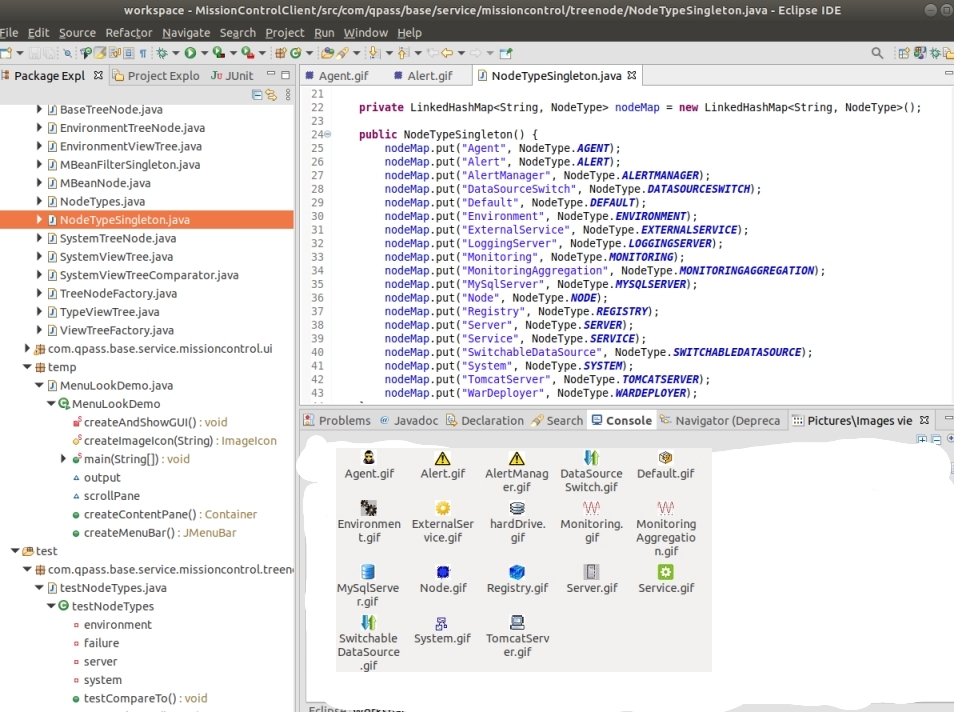 workspace - MissionControlClient/src/com/qpass/base/service/missioncontrol/treenode/NodeTypeSingleton.java - Eclipse IDE
File Edit Source Refactor Navigate Search Project Run Window Help
Package Expl Project Explo JUnit
BaseTreeNode.java
EnvironmentTreeNode.java
EnvironmentViewTree.java
MBeanFilterSingleton.java
MBeanNode.java
NodeTypes.java
NodeTypeSingleton.java
SystemTreeNode.java
SystemViewTree.java
SystemViewTreeComparator.java
TreeNodeFactory.java
TypeViewTree.java
ViewTreeFactory.java
com.qpass.base.service.missioncontrol.ui
temp
MenuLookDemo.java
MenuLookDemo
createAndShowGUI() : void
createImageIcon(String) : ImageIcon
main(String[]) : void
output
scrollPane
createContentPane() : Container
createMenuBar() : JMenuBar
test
com.qpass.base.service.missioncontrol.treen
testNodeTypes.java
testNodeTypes
environment
failure
server
system
testCompareTo() : void
Agent.gif Alert.gif NodeTypeSingleton.java
21
22 private LinkedHashMap<String, NodeType> nodeMap = new LinkedHashMap<String, NodeType>();
23
24 public NodeTypeSingleton() {
25 nodeMap.put("Agent", NodeType.AGENT);
26 nodeMap.put("Alert", NodeType.ALERT);
27 nodeMap.put("AlertManager", NodeType.ALERTMANAGER);
28 nodeMap.put("DataSourceSwitch", NodeType.DATASOURCESWITCH);
29 nodeMap.put("Default", NodeType.DEFAULT);
30 nodeMap.put("Environment", NodeType.ENVIRONMENT);
31 nodeMap.put("ExternalService", NodeType.EXTERNALSERVICE);
32 nodeMap.put("LoggingServer", NodeType.LOGGINGSERVER);
33 nodeMap.put("Monitoring", NodeType.MONITORING);
34 nodeMap.put("MonitoringAggregation", NodeType.MONITORINGAGGREGATION);
35 nodeMap.put("MySqlServer", NodeType.MYSQLSERVER);
36 nodeMap.put("Node", NodeType.NODE);
37 nodeMap.put("Registry", NodeType.REGISTRY);
38 nodeMap.put("Server", NodeType.SERVER);
39 nodeMap.put("Service", NodeType.SERVICE);
40 nodeMap.put("SwitchableDataSource", NodeType.SWITCHABLEDATASOURCE);
41 nodeMap.put("System", NodeType.SYSTEM);
42 nodeMap.put("TomcatServer", NodeType.TOMCATSERVER);
43 nodeMap.put("WarDeployer", NodeType.WARDEPLOYER);
Problems Javadoc Declaration Search Console Navigator (Depreca Pictures\Images vie
Agent.gif Alert.gif AlertManag DataSource Default.gif
er.gif Switch.gif
Environmen ExternalSer hardDrive. Monitoring. Monitoring
t.gif vice.gif gif gif Aggregatio
n.gif
MySqlServe Node.gif Registry.gif Server.gif Service.gif
r.gif
Switchable System.gif TomcatServ
DataSource er.gif
.gif